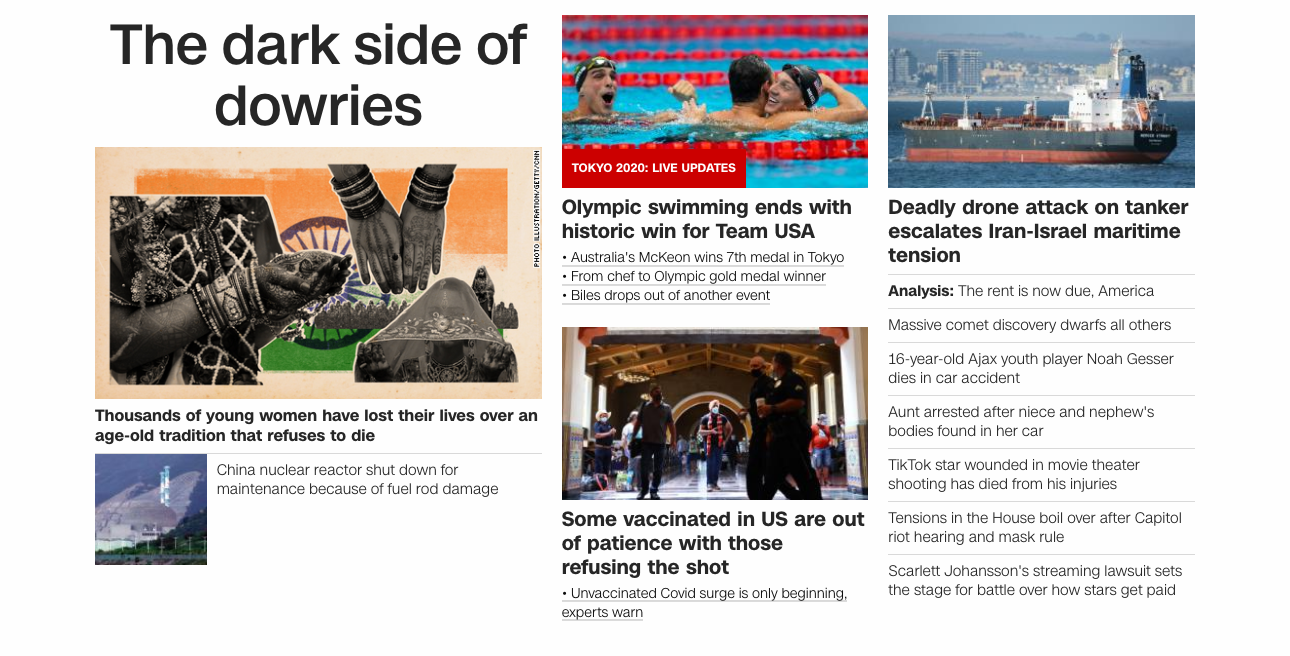 The dark side of
dowries
PHOTO ILLUSTRATION/GETTY/CNN
Thousands of young women have lost their lives over an
age-old tradition that refuses to die
China nuclear reactor shut down for
maintenance because of fuel rod damage
TOKYO 2020: LIVE UPDATES
Olympic swimming ends with
historic win for Team USA
• Australia's McKeon wins 7th medal in Tokyo
• From chef to Olympic gold medal winner
• Biles drops out of another event
Some vaccinated in US are out
of patience with those
refusing the shot
• Unvaccinated Covid surge is only beginning,
experts warn
MERCER STREET
Deadly drone attack on tanker
escalates Iran-Israel maritime
tension
Analysis: The rent is now due, America
Massive comet discovery dwarfs all others
16-year-old Ajax youth player Noah Gesser
dies in car accident
Aunt arrested after niece and nephew's
bodies found in her car
TikTok star wounded in movie theater
shooting has died from his injuries
Tensions in the House boil over after Capitol
riot hearing and mask rule
Scarlett Johansson's streaming lawsuit sets
the stage for battle over how stars get paid